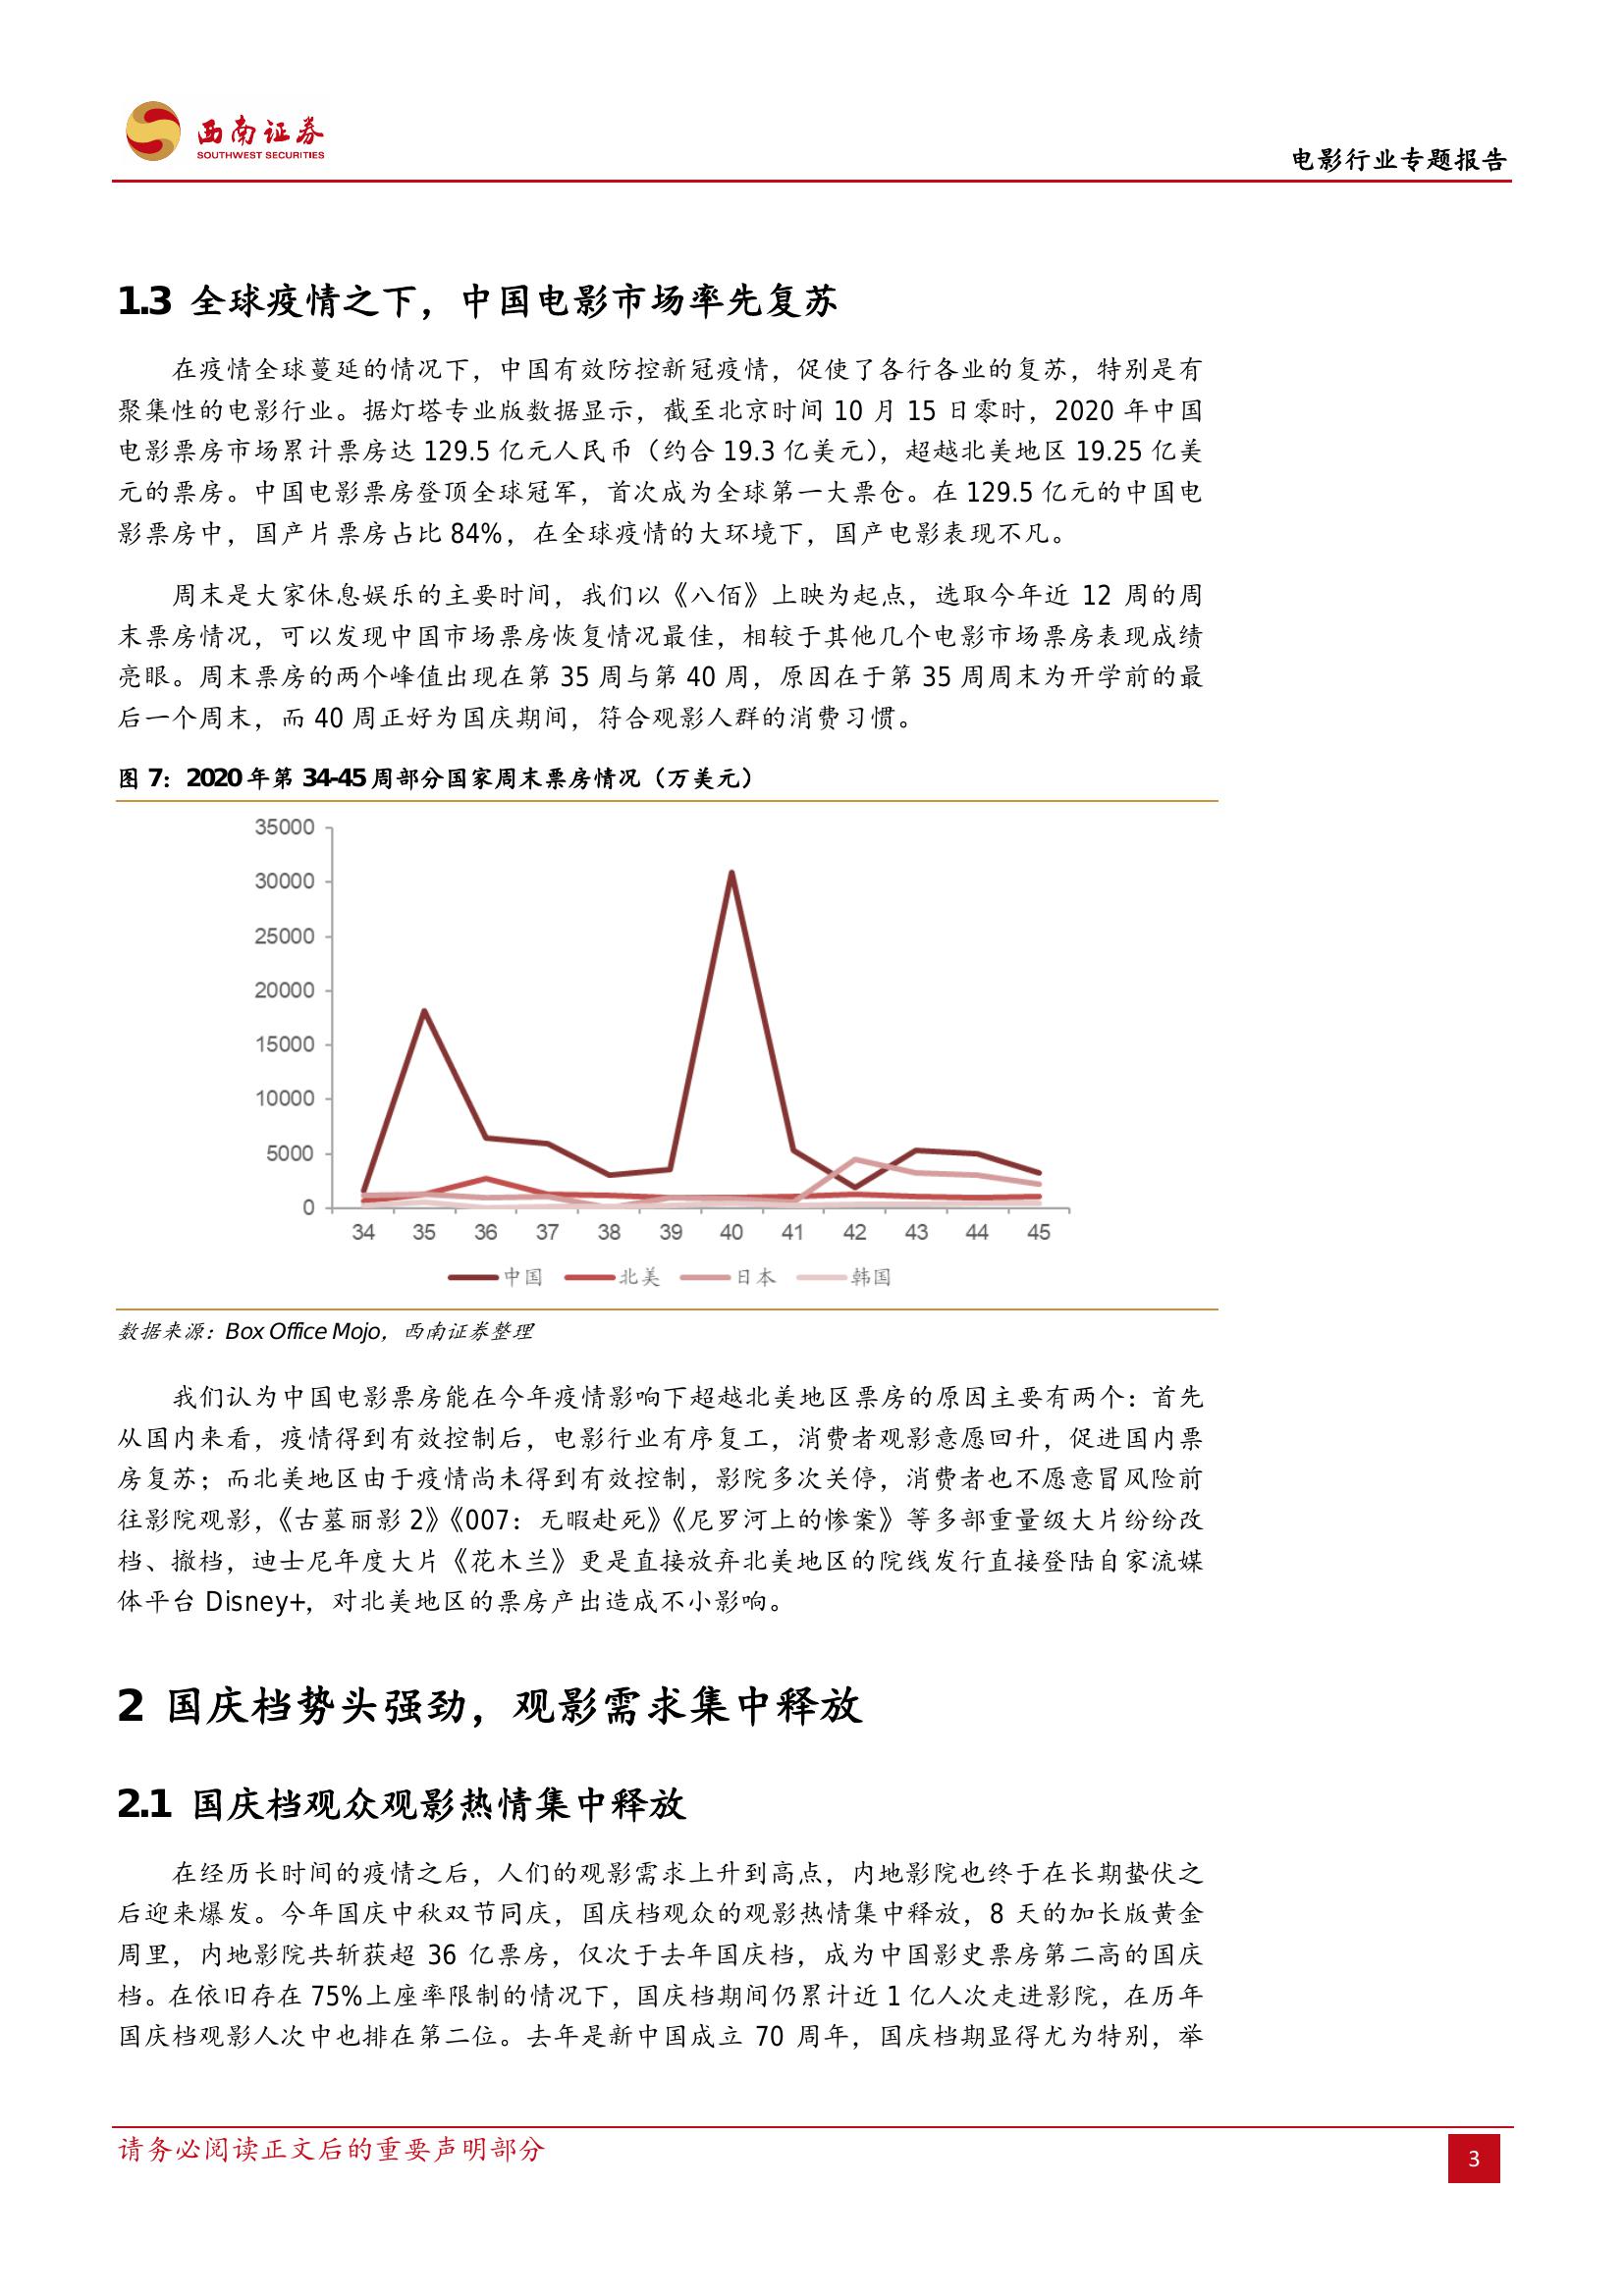 西南证券
SOUTHWEST SECURITIES
电影行业专题报告
1.3 全球疫情之下，中国电影市场率先复苏
在疫情全球蔓延的情况下，中国有效防控新冠疫情，促使了各行各业的复苏，特别是有
聚集性的电影行业。据灯塔专业版数据显示，截至北京时间 10 月 15 日零时，2020 年中国
电影票房市场累计票房达 129.5 亿元人民币（约合 19.3 亿美元），超越北美地区 19.25 亿美
元的票房。中国电影票房登顶全球冠军，首次成为全球第一大票仓。在 129.5 亿元的中国电
影票房中，国产片票房占比 84%，在全球疫情的大环境下，国产电影表现不凡。
周末是大家休息娱乐的主要时间，我们以《八佰》上映为起点，选取今年近 12 周的周
末票房情况，可以发现中国市场票房恢复情况最佳，相较于其他几个电影市场票房表现成绩
亮眼。周末票房的两个峰值出现在第 35 周与第 40 周，原因在于第 35 周周末为开学前的最
后一个周末，而 40 周正好为国庆期间，符合观影人群的消费习惯。
图 7：2020 年第 34-45 周部分国家周末票房情况（万美元）
35000
30000
25000
20000
15000
10000
5000
0
34 35 36 37 38 39 40 41 42 43 44 45
中国 北美 日本 韩国
数据来源：Box Office Mojo，西南证券整理
我们认为中国电影票房能在今年疫情影响下超越北美地区票房的原因主要有两个：首先
从国内来看，疫情得到有效控制后，电影行业有序复工，消费者观影意愿回升，促进国内票
房复苏；而北美地区由于疫情尚未得到有效控制，影院多次关停，消费者也不愿意冒风险前
往影院观影，《古墓丽影 2》《007：无暇赴死》《尼罗河上的惨案》等多部重量级大片纷纷改
档、撤档，迪士尼年度大片《花木兰》更是直接放弃北美地区的院线发行直接登陆自家流媒
体平台 Disney+，对北美地区的票房产出造成不小影响。
2 国庆档势头强劲，观影需求集中释放
2.1 国庆档观众观影热情集中释放
在经历长时间的疫情之后，人们的观影需求上升到高点，内地影院也终于在长期蛰伏之
后迎来爆发。今年国庆中秋双节同庆，国庆档观众的观影热情集中释放，8 天的加长版黄金
周里，内地影院共斩获超 36 亿票房，仅次于去年国庆档，成为中国影史票房第二高的国庆
档。在依旧存在 75%上座率限制的情况下，国庆档期间仍累计近 1 亿人次走进影院，在历年
国庆档观影人次中也排在第二位。去年是新中国成立 70 周年，国庆档期显得尤为特别，举
请务必阅读正文后的重要声明部分
3